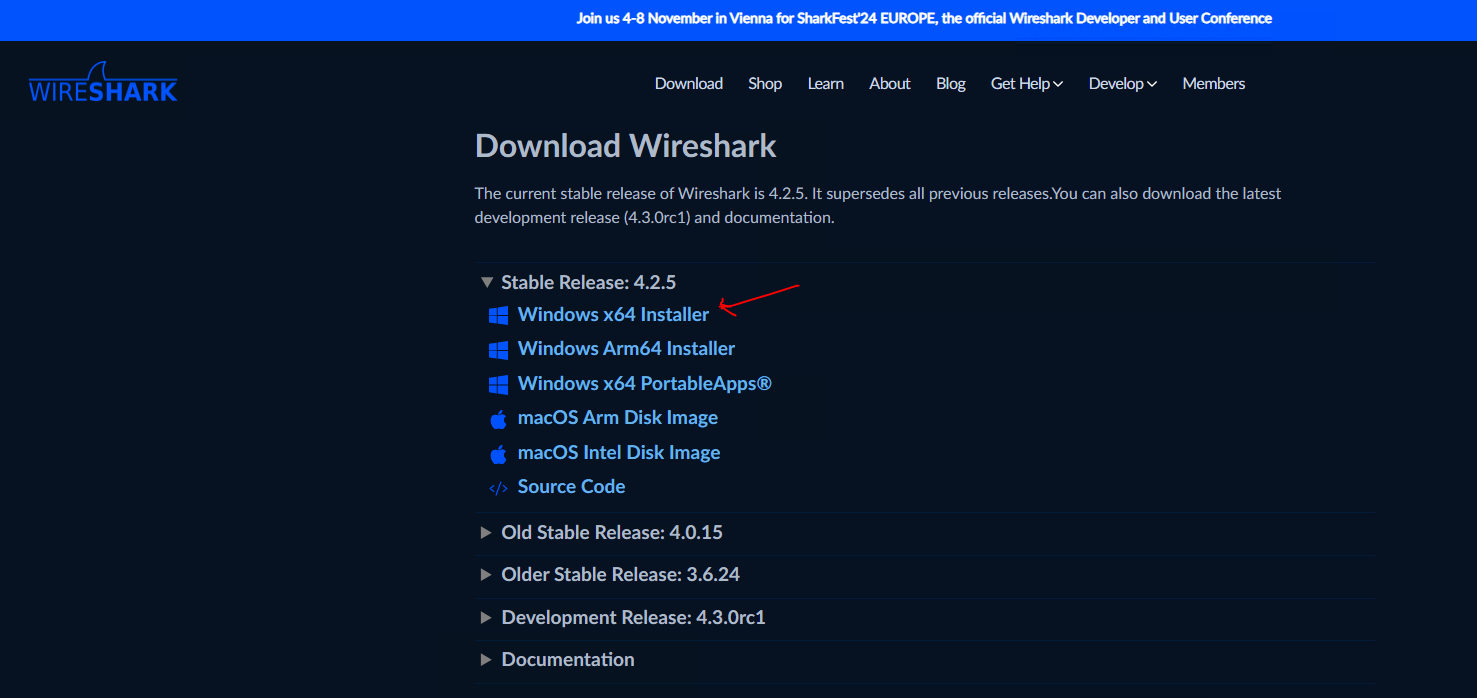 Join us 4-8 November in Vienna for SharkFest'24 EUROPE, the official Wireshark Developer and User Conference
WIRESHARK
Download Shop Learn About Blog Get Help Develop Members
Download Wireshark
The current stable release of Wireshark is 4.2.5. It supersedes all previous releases.You can also download the latest
development release (4.3.0rc1) and documentation.
Stable Release: 4.2.5
Windows x64 Installer
Windows Arm64 Installer
Windows x64 PortableApps®
macOS Arm Disk Image
macOS Intel Disk Image
</> Source Code
Old Stable Release: 4.0.15
Older Stable Release: 3.6.24
Development Release: 4.3.0rc1
Documentation